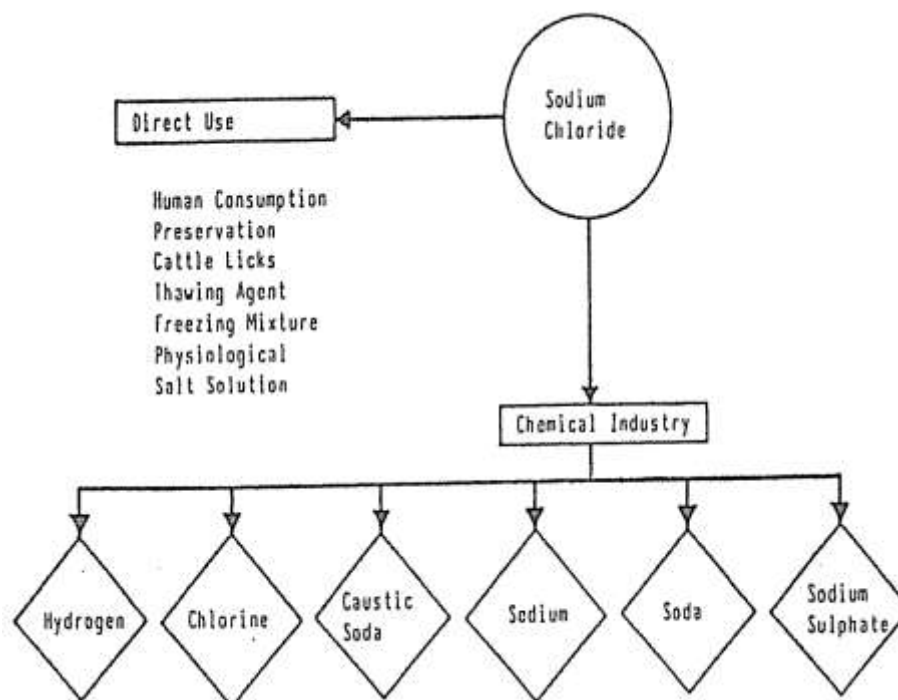 Sodium
Chloride
Direct Use
Human Consumption
Preservation
Cattle Licks
Thawing Agent
Freezing Mixture
Physiological
Salt Solution
Chemical Industry
Hydrogen
Chlorine
Caustic
Soda
Sodium
Soda
Sodium
Sulphate